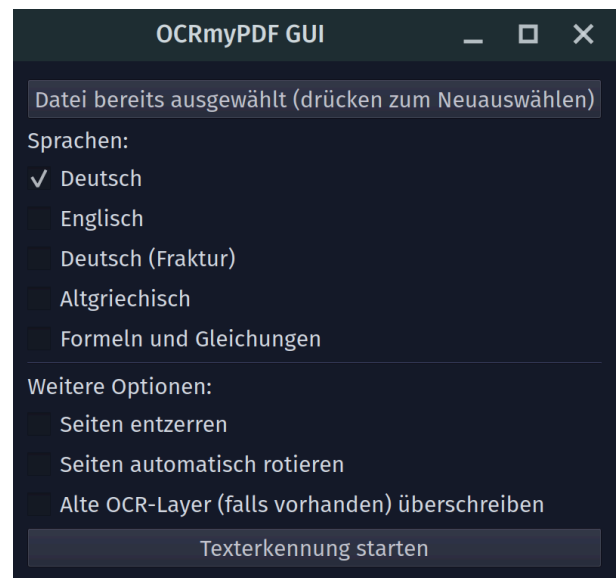 OCRmyPDF GUI
Datei bereits ausgewählt (drücken zum Neuauswählen)
Sprachen:
Deutsch
Englisch
Deutsch (Fraktur)
Altgriechisch
Formeln und Gleichungen
Weitere Optionen:
Seiten entzerren
Seiten automatisch rotieren
Alte OCR-Layer (falls vorhanden) überschreiben
Texterkennung starten